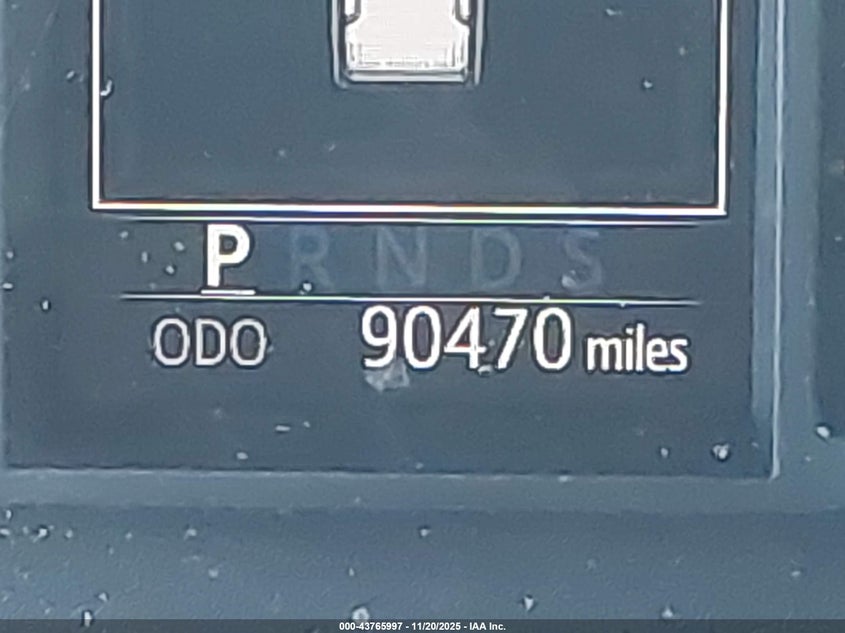 P R N D S
ODO 90470 miles
000-43765997 - 11/20/2025 - IAA Inc.